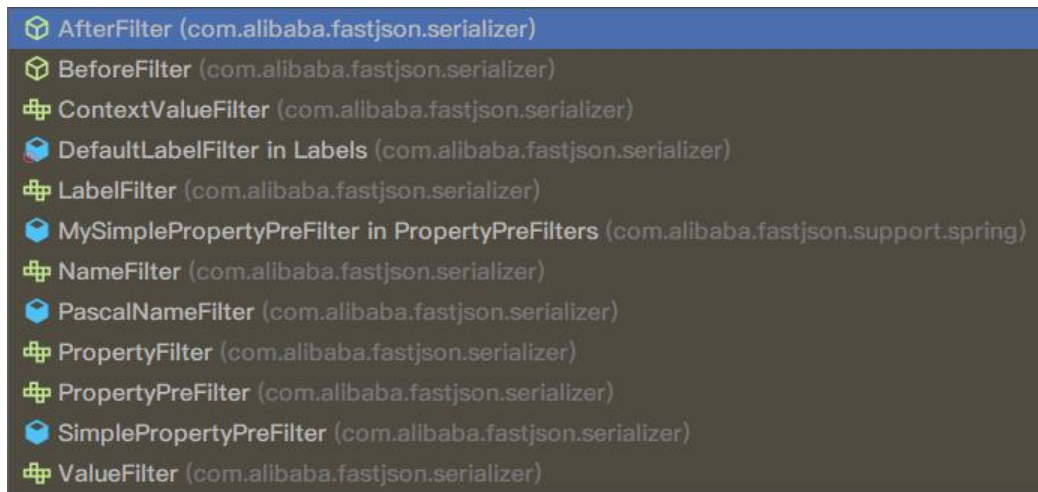 AfterFilter (com.alibaba.fastjson.serializer)
BeforeFilter (com.alibaba.fastjson.serializer)
ContextValueFilter (com.alibaba.fastjson.serializer)
DefaultLabelFilter in Labels (com.alibaba.fastjson.serializer)
LabelFilter (com.alibaba.fastjson.serializer)
MySimplePropertyPreFilter in PropertyPreFilters (com.alibaba.fastjson.support.spring)
NameFilter (com.alibaba.fastjson.serializer)
PascalNameFilter (com.alibaba.fastjson.serializer)
PropertyFilter (com.alibaba.fastjson.serializer)
PropertyPreFilter (com.alibaba.fastjson.serializer)
SimplePropertyPreFilter (com.alibaba.fastjson.serializer)
ValueFilter (com.alibaba.fastjson.serializer)